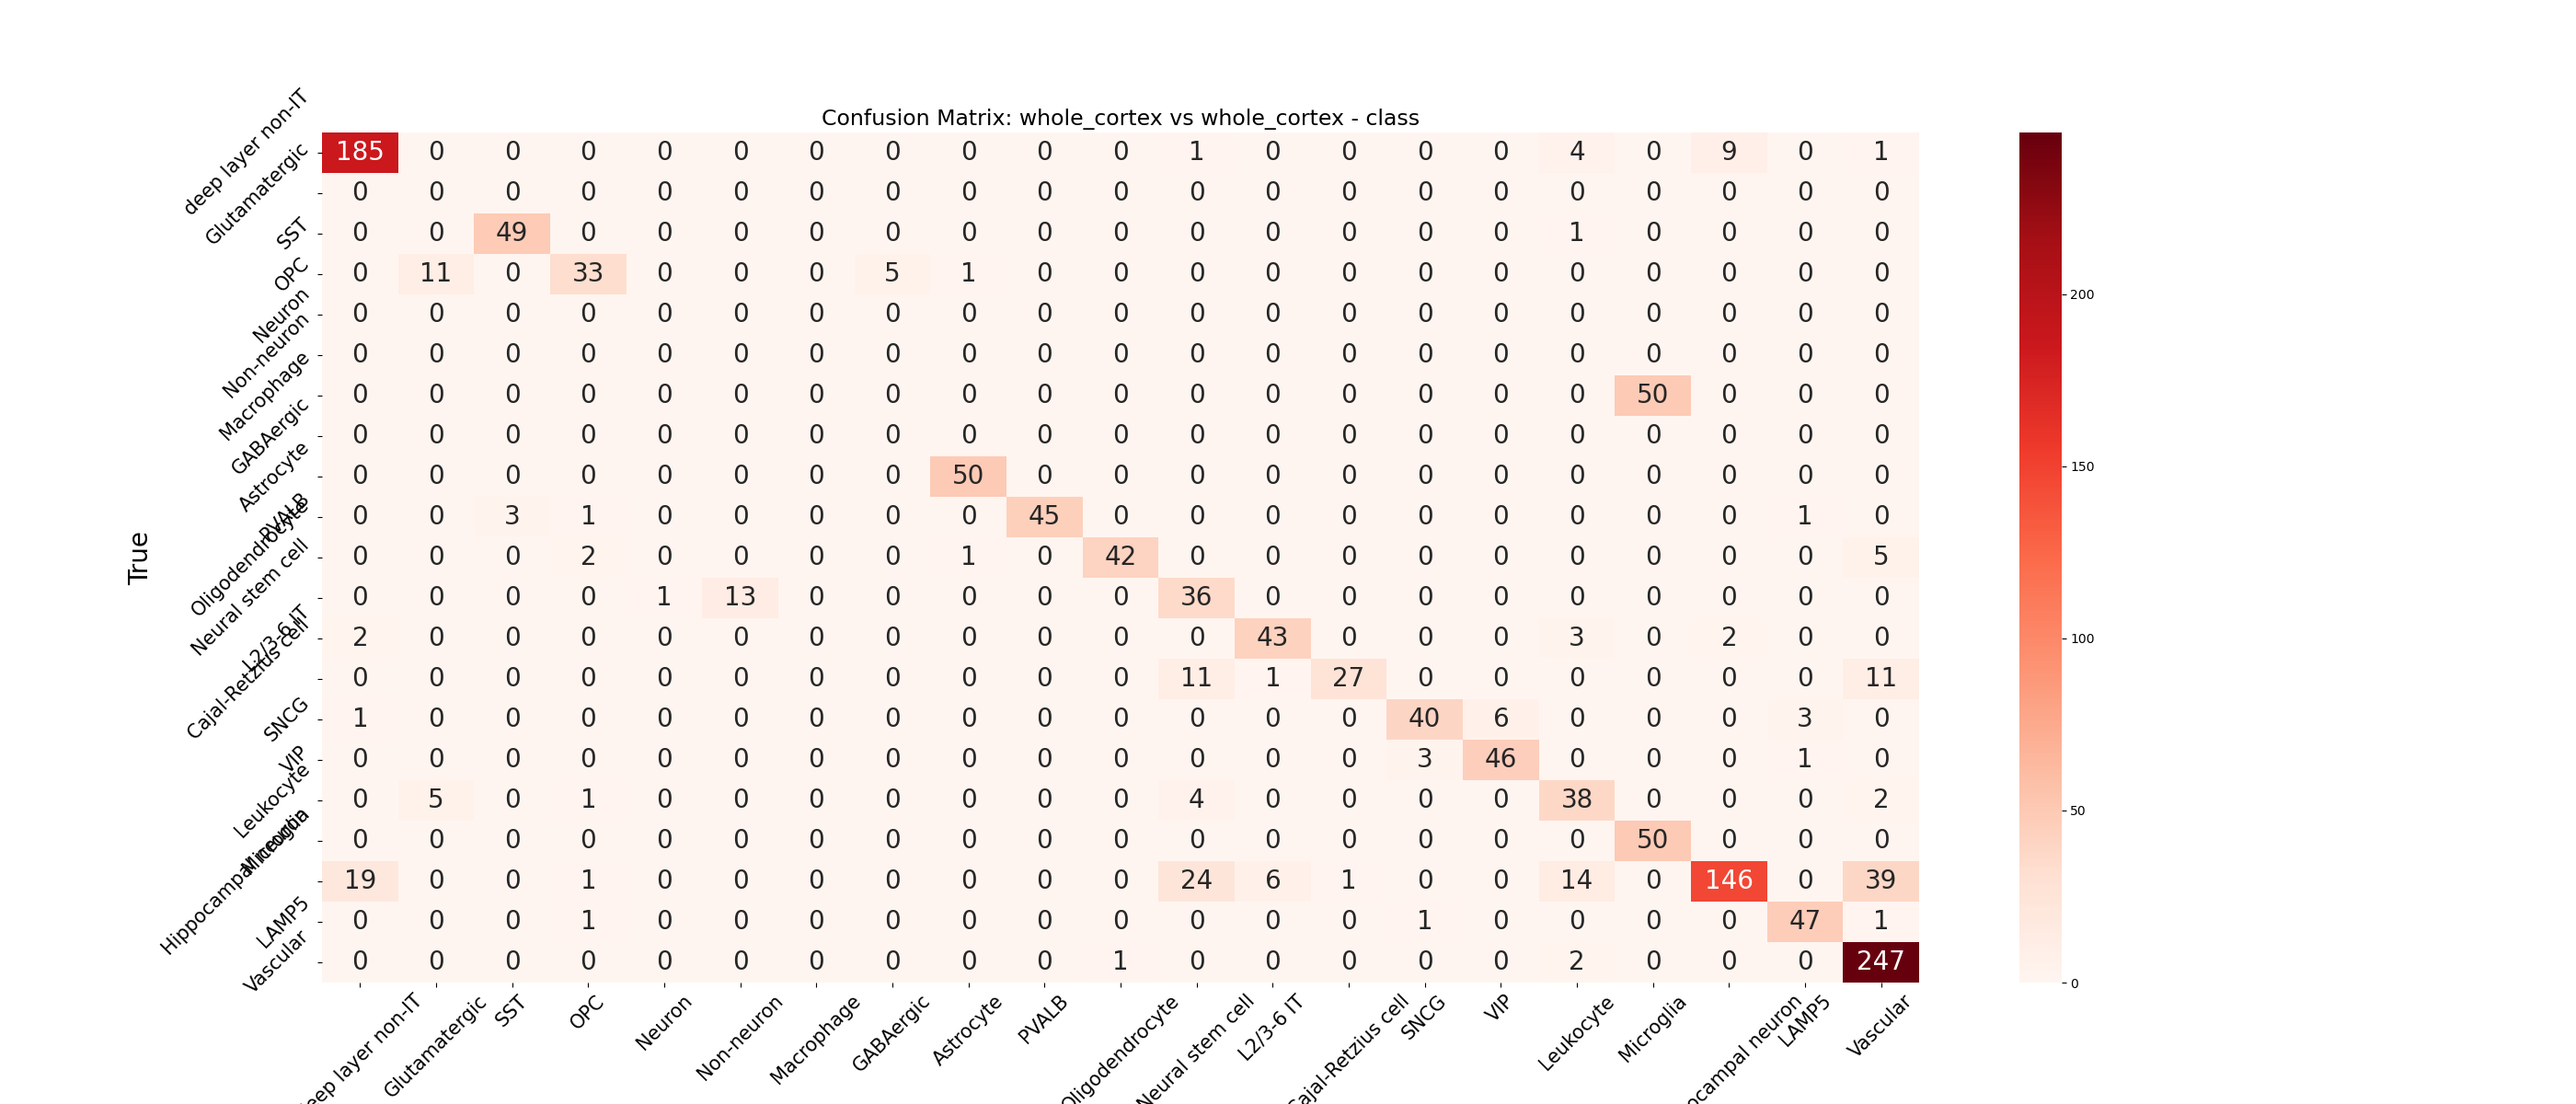 Confusion Matrix: whole_cortex vs whole_cortex - class
True
deep layer non-IT 185 0 0 0 0 0 0 0 0 0 0 1 0 0 0 0 4 0 9 0 1
Glutamatergic 0 0 0 0 0 0 0 0 0 0 0 0 0 0 0 0 0 0 0 0 0
SST 0 0 49 0 0 0 0 0 0 0 0 0 0 0 0 0 1 0 0 0 0
OPC 0 11 0 33 0 0 0 5 1 0 0 0 0 0 0 0 0 0 0 0 0
Neuron 0 0 0 0 0 0 0 0 0 0 0 0 0 0 0 0 0 0 0 0 0
Non-neuron 0 0 0 0 0 0 0 0 0 0 0 0 0 0 0 0 0 0 0 0 0
Macrophage 0 0 0 0 0 0 0 0 0 0 0 0 0 0 0 0 0 50 0 0 0
GABAergic 0 0 0 0 0 0 0 0 0 0 0 0 0 0 0 0 0 0 0 0 0
Astrocyte 0 0 0 0 0 0 0 0 50 0 0 0 0 0 0 0 0 0 0 0 0
PVALB 0 0 3 1 0 0 0 0 0 45 0 0 0 0 0 0 0 0 0 1 0
Oligodendrocyte 0 0 0 2 0 0 0 0 1 0 42 0 0 0 0 0 0 0 0 0 5
Neural stem cell 0 0 0 0 1 13 0 0 0 0 0 36 0 0 0 0 0 0 0 0 0
L2/3-6 IT 2 0 0 0 0 0 0 0 0 0 0 0 43 0 0 0 3 0 2 0 0
Cajal-Retzius cell 0 0 0 0 0 0 0 0 0 0 0 11 1 27 0 0 0 0 0 0 11
SNCG 1 0 0 0 0 0 0 0 0 0 0 0 0 0 40 6 0 0 0 3 0
VIP 0 0 0 0 0 0 0 0 0 0 0 0 0 0 3 46 0 0 0 1 0
Leukocyte 0 5 0 1 0 0 0 0 0 0 0 4 0 0 0 0 38 0 0 0 2
Microglia 0 0 0 0 0 0 0 0 0 0 0 0 0 0 0 0 0 50 0 0 0
Hippocampal neuron 19 0 0 1 0 0 0 0 0 0 0 24 6 1 0 0 14 0 146 0 39
LAMP5 0 0 0 1 0 0 0 0 0 0 0 0 0 0 1 0 0 0 0 47 1
Vascular 0 0 0 0 0 0 0 0 0 0 1 0 0 0 0 0 2 0 0 0 247
eep layer non-IT
Glutamatergic
SST
OPC
Neuron
Non-neuron
Macrophage
GABAergic
Astrocyte
PVALB
Oligodendrocyte
Neural stem cell
L2/3-6 IT
Cajal-Retzius cell
SNCG
VIP
Leukocyte
Microglia
ocampal neuron
LAMP5
Vascular
200
150
100
50
0